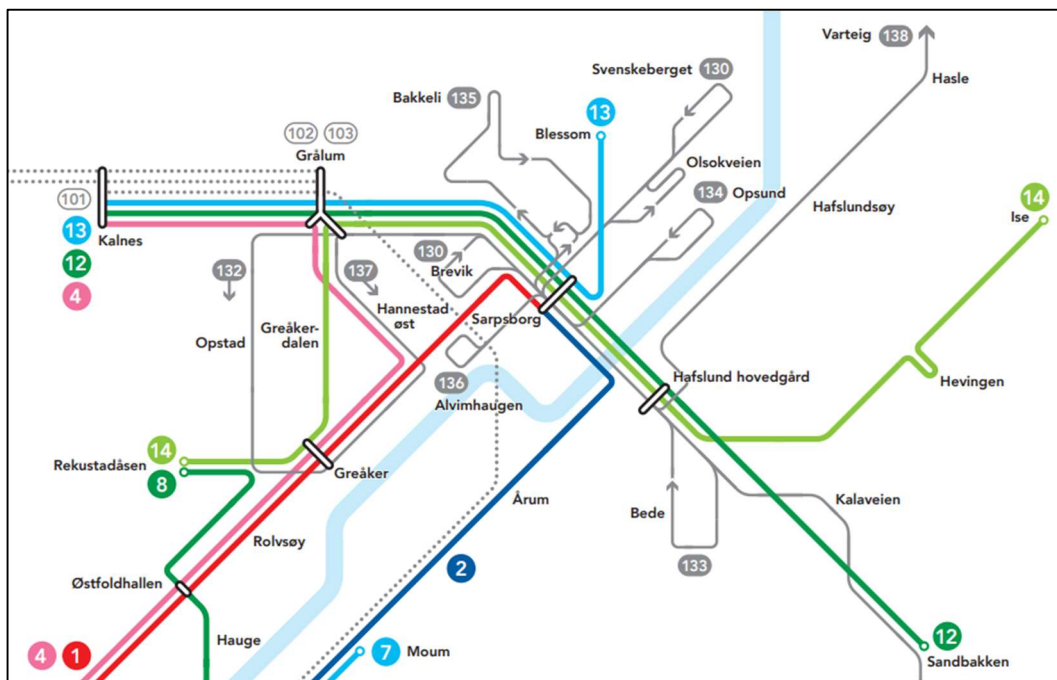 Varteig 138
Hasle
Svenskeberget 130
Bakkeli 135
13
Blessom
102 103
Grålum
Olsokveien
134 Opsund
14
Ise
Hafslundsøy
101
13
Kalnes
12
4
130
Brevik
132
137
Hannestad
øst
Sarpsborg
Opstad
Greåker-
dalen
136
Alvimhaugen
Hafslund hovedgård
Hevingen
14
Rekustadåsen
8
Greåker
Årum
Kalaveien
Bede
133
Rolvsøy
2
Østfoldhallen
Hauge
4 1
7 Moum
12
Sandbakken